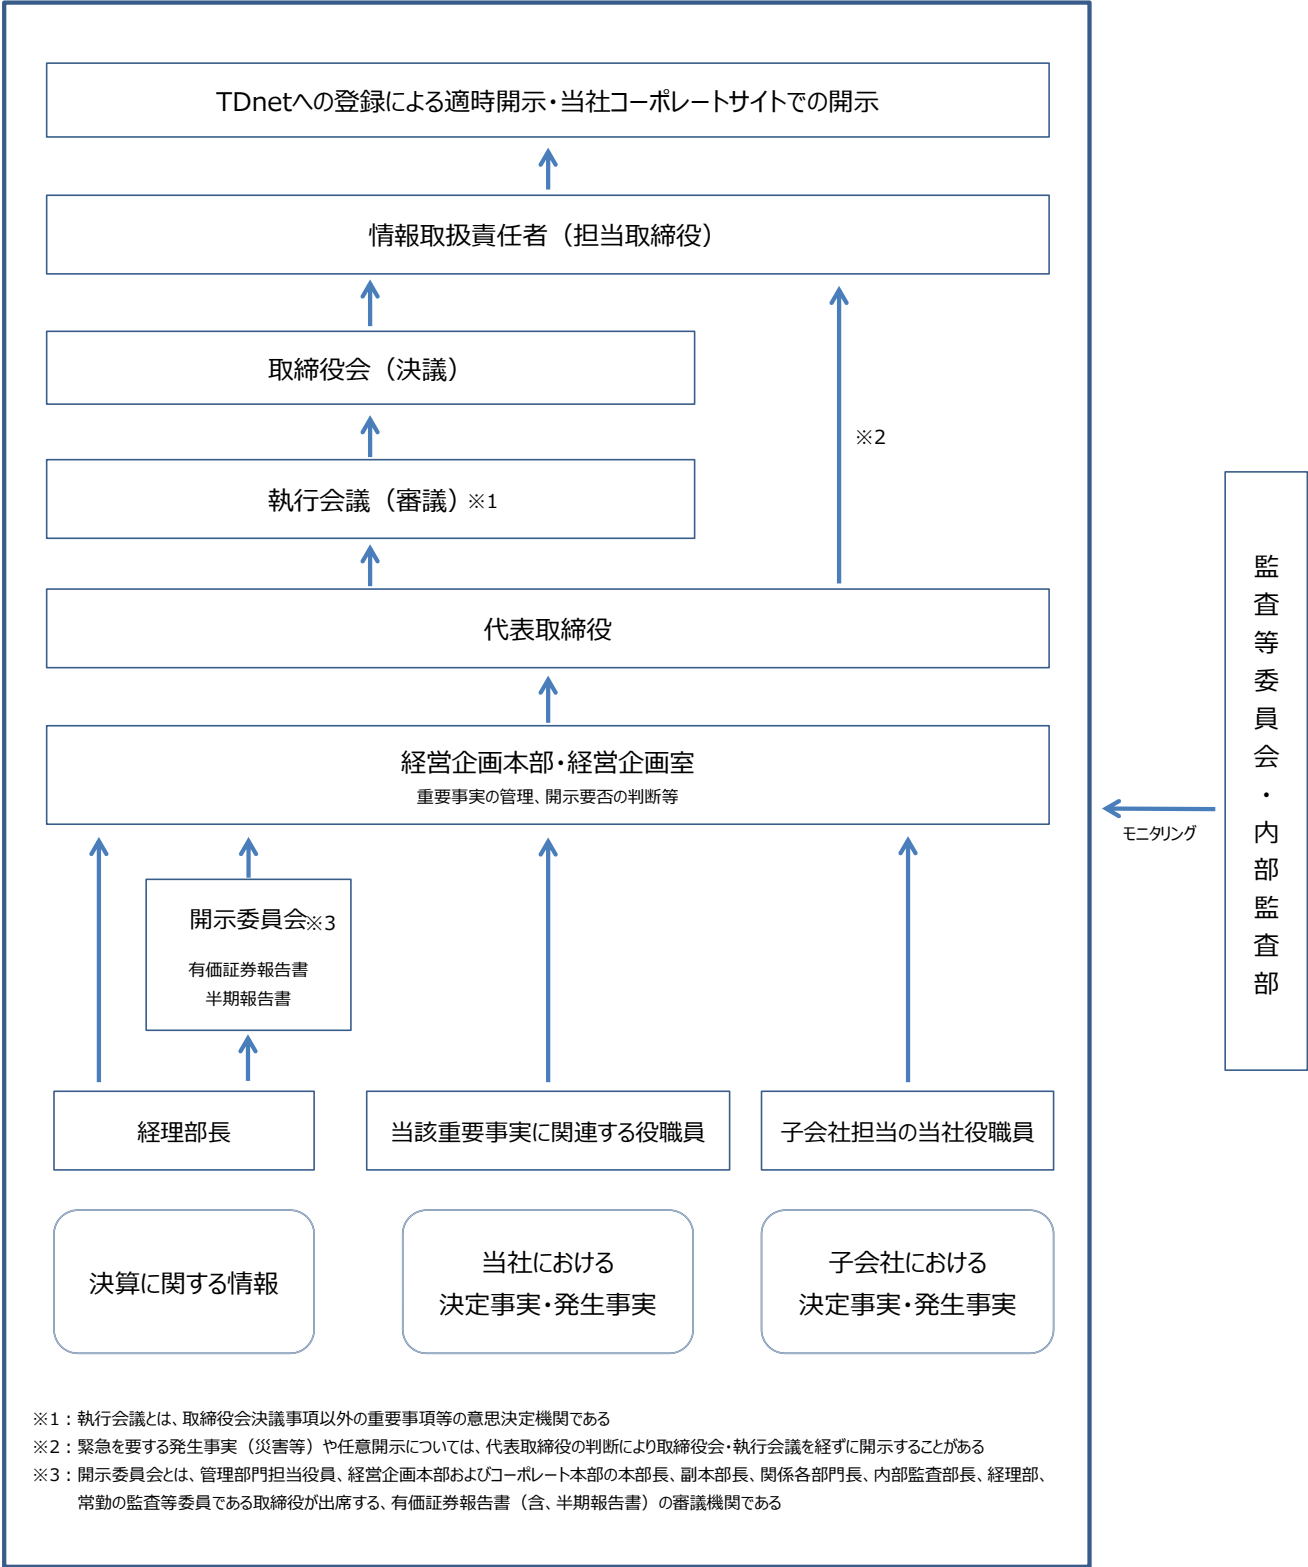 TDnetへの登録による適時開示・当社コーポレートサイトでの開示
情報取扱責任者（担当取締役）
取締役会（決議）
※2
執行会議（審議）※1
代表取締役
経営企画本部・経営企画室
重要事実の管理、開示要否の判断等
モニタリング
監査等委員会・内部監査部
開示委員会※3
有価証券報告書
半期報告書
経理部長
当該重要事実に関連する役職員
子会社担当の当社役職員
決算に関する情報
当社における
決定事実・発生事実
子会社における
決定事実・発生事実
※1：執行会議とは、取締役会決議事項以外の重要事項等の意思決定機関である
※2：緊急を要する発生事実（災害等）や任意開示については、代表取締役の判断により取締役会・執行会議を経ずに開示することがある
※3：開示委員会とは、管理部門担当役員、経営企画本部およびコーポレート本部の本部長、副本部長、関係各部門長、内部監査部長、経理部、
常勤の監査等委員である取締役が出席する、有価証券報告書（含、半期報告書）の審議機関である